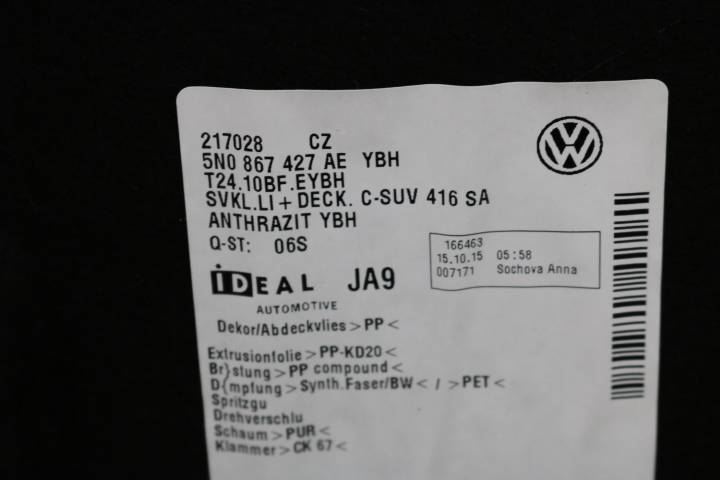 217028 CZ
5N0 867 427 AE YBH
T24.10BF.EYBH
SVKL.LI + DECK. C-SUV 416 SA
ANTHRAZIT YBH
Q-ST: 06S
166463
15.10.15 05:58
007171 Sochova Anna
iDEAL JA9
AUTOMOTIVE
Dekor/Abdeckvlies > PP <
Extrusionfolie > PP-KD20 <
Br}stung > PP compound <
D{mpfung > Synth.Faser/BW < / > PET <
Spritzgu
Drehverschlu
Schaum > PUR <
Klammer > CK 67 <